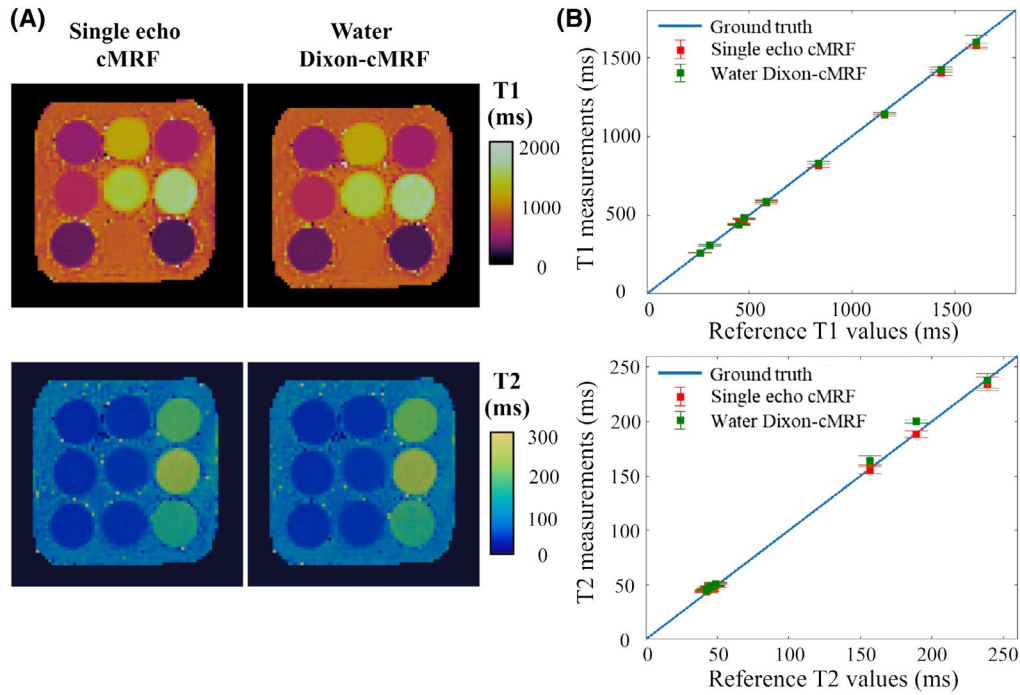 (A)
Single echo
cMRF
Water
Dixon-cMRF
T1
(ms)
2000
1000
0
T2
(ms)
300
200
100
0
(B)
Ground truth
Single echo cMRF
Water Dixon-cMRF
T1 measurements (ms)
1500
1000
500
0
0 500 1000 1500
Reference T1 values (ms)
Ground truth
Single echo cMRF
Water Dixon-cMRF
T2 measurements (ms)
250
200
150
100
50
0
0 50 100 150 200 250
Reference T2 values (ms)